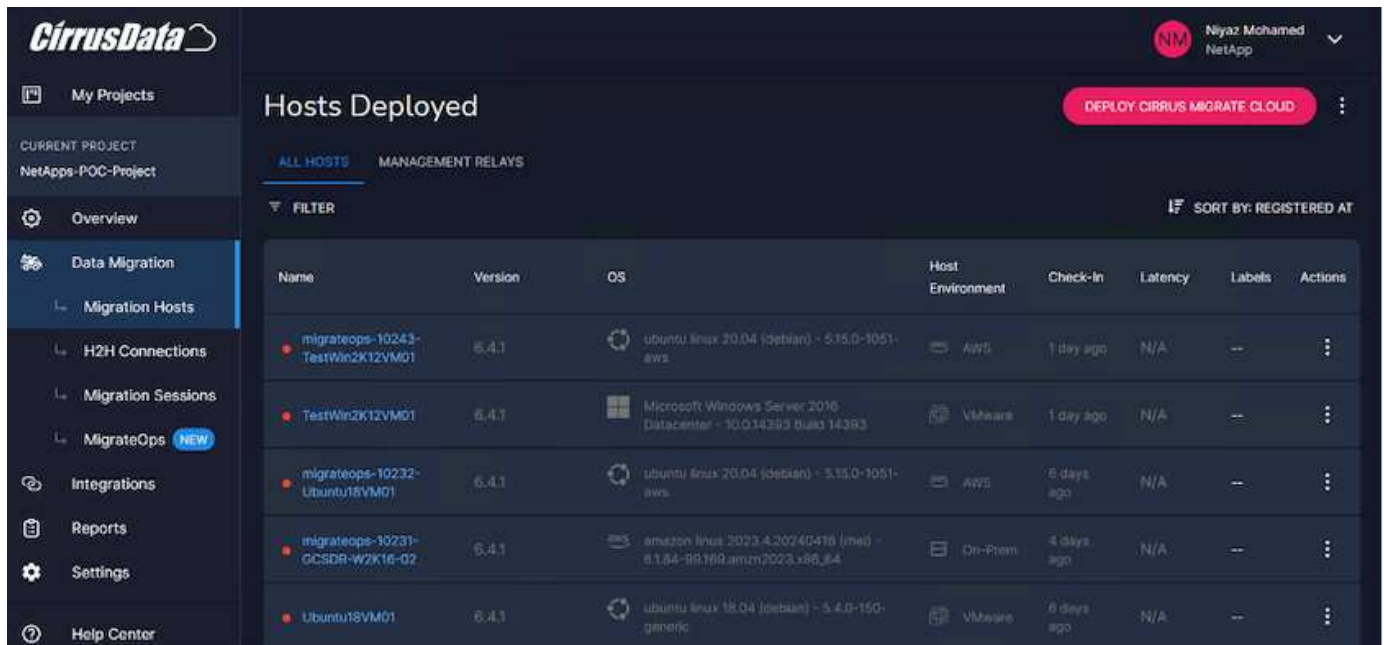 CirrusData
NM
Niyaz Mohamed
NetApp
My Projects
CURRENT PROJECT
NetApps-POC-Project
Overview
Data Migration
Migration Hosts
H2H Connections
Migration Sessions
MigrateOps NEW
Integrations
Reports
Settings
Help Center
Hosts Deployed
DEPLOY CIRRUS MIGRATE CLOUD
ALL HOSTS MANAGEMENT RELAYS
FILTER
SORT BY: REGISTERED AT
Name Version OS Host Environment Check-In Latency Labels Actions
migrateops-10243-
TestWin2K12VM01
6.4.1
ubuntu linux 20.04 (debian) - 5.15.0-1051-
aws
AWS
1 day ago
N/A
--
TestWin2K12VM01
6.4.1
Microsoft Windows Server 2016
Datacenter - 10.0.14393 Build 14393
VMware
1 day ago
N/A
--
migrateops-10232-
Ubuntu18VM01
6.4.1
ubuntu linux 20.04 (debian) - 5.15.0-1051-
aws
AWS
6 days
ago
N/A
--
migrateops-10231-
GCSDR-W2K16-02
6.4.1
aws
amazon linux 2023.4.20240416 (rhel) -
6.1.84-99.169.amzn2023.x86_64
On-Prem
4 days
ago
N/A
--
Ubuntu18VM01
6.4.1
ubuntu linux 18.04 (debian) - 5.4.0-150-
generic
VMware
6 days
ago
N/A
--